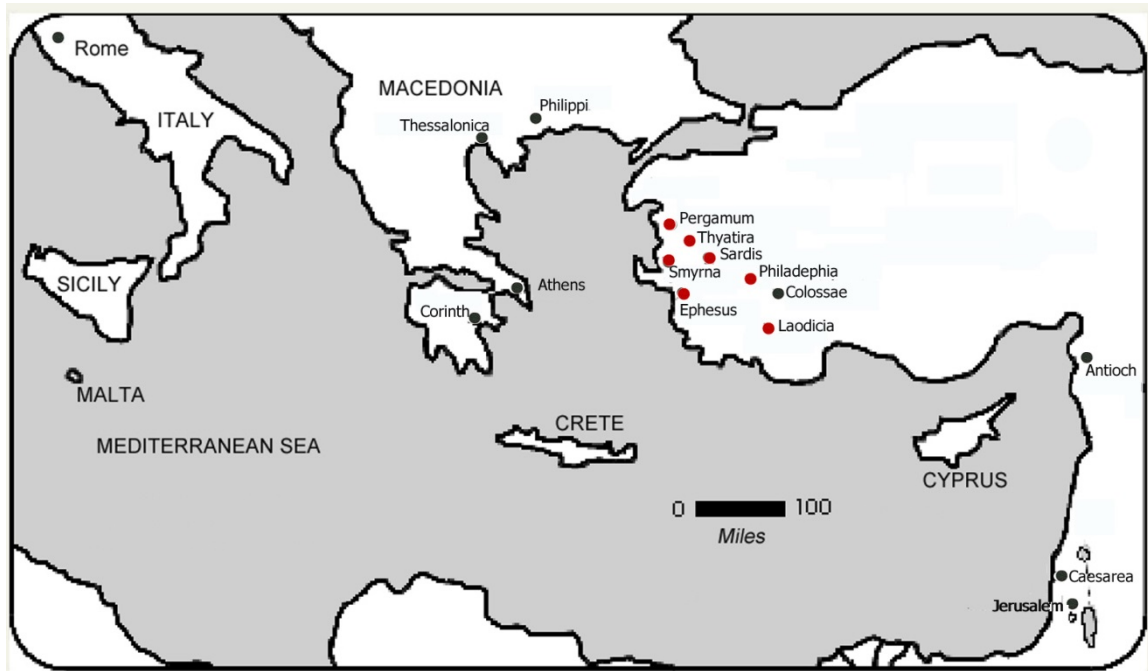 Rome
MACEDONIA
Philippi
ITALY
Thessalonica
Pergamum
Thyatira
Sardis
Smyrna
Philadephia
SICILY
Athens
Colossae
Corinth
Ephesus
Laodicia
Antioch
MALTA
CRETE
MEDITERRANEAN SEA
CYPRUS
0 100
Miles
Caesarea
Jerusalem